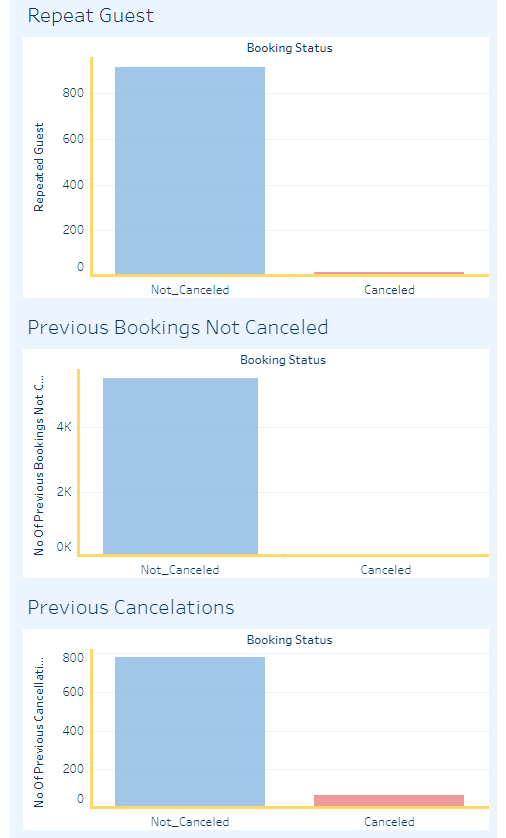 Repeat Guest
Booking Status
Repeated Guest
800
600
400
200
0
Not_Canceled
Canceled
Previous Bookings Not Canceled
Booking Status
No Of Previous Bookings Not C...
4K
2K
0K
Not_Canceled
Canceled
Previous Cancelations
Booking Status
No Of Previous Cancellati...
800
600
400
200
0
Not_Canceled
Canceled